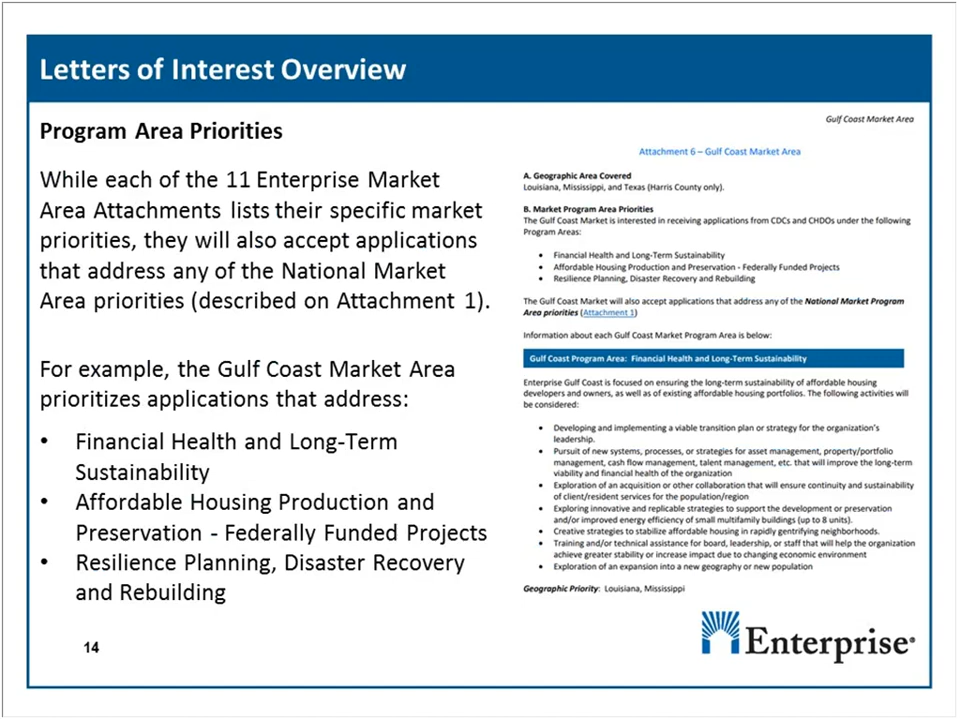 Letters of Interest Overview
Program Area Priorities
While each of the 11 Enterprise Market
Area Attachments lists their specific market
priorities, they will also accept applications
that address any of the National Market
Area priorities (described on Attachment 1).
For example, the Gulf Coast Market Area
prioritizes applications that address:
• Financial Health and Long-Term
Sustainability
• Affordable Housing Production and
Preservation - Federally Funded Projects
• Resilience Planning, Disaster Recovery
and Rebuilding
14
Gulf Coast Market Area
Attachment 6 – Gulf Coast Market Area
A. Geographic Area Covered
Louisiana, Mississippi, and Texas (Harris County only).
B. Market Program Area Priorities
The Gulf Coast Market is interested in receiving applications from CDCs and CHDOs under the following
Program Areas:
• Financial Health and Long-Term Sustainability
• Affordable Housing Production and Preservation - Federally Funded Projects
• Resilience Planning, Disaster Recovery and Rebuilding
The Gulf Coast Market will also accept applications that address any of the National Market Program
Area priorities (Attachment 1)
Information about each Gulf Coast Market Program Area is below:
Gulf Coast Program Area: Financial Health and Long-Term Sustainability
Enterprise Gulf Coast is focused on ensuring the long-term sustainability of affordable housing
developers and owners, as well as of existing affordable housing portfolios. The following activities will
be considered:
• Developing and implementing a viable transition plan or strategy for the organization's
leadership.
• Pursuit of new systems, processes, or strategies for asset management, property/portfolio
management, cash flow management, talent management, etc. that will improve the long-term
viability and financial health of the organization
• Exploration of an acquisition or other collaboration that will ensure continuity and sustainability
of client/resident services for the population/region
• Exploring innovative and replicable strategies to support the development or preservation
and/or improved energy efficiency of small multifamily buildings (up to 8 units).
• Creative strategies to stabilize affordable housing in rapidly gentrifying neighborhoods.
• Training and/or technical assistance for board, leadership, or staff that will help the organization
achieve greater stability or increase impact due to changing economic environment
• Exploration of an expansion into a new geography or new population
Geographic Priority: Louisiana, Mississippi
Enterprise®